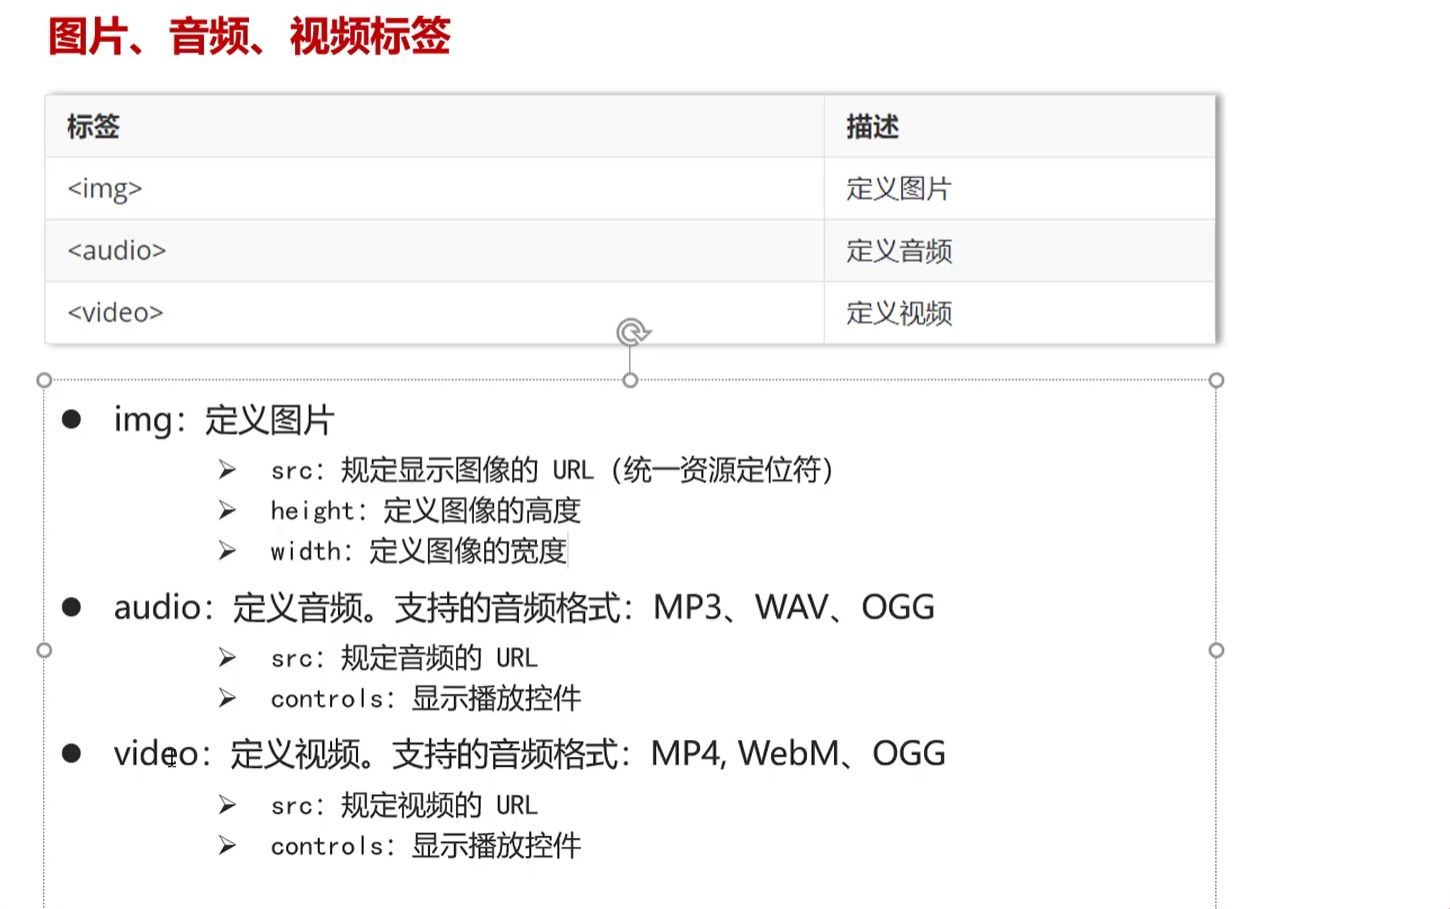 图片、音频、视频标签
标签 描述
<img> 定义图片
<audio> 定义音频
<video> 定义视频
● img：定义图片
➢ src：规定显示图像的 URL（统一资源定位符）
➢ height：定义图像的高度
➢ width：定义图像的宽度
● audio：定义音频。支持的音频格式：MP3、WAV、OGG
➢ src：规定音频的 URL
➢ controls：显示播放控件
● video：定义视频。支持的音频格式：MP4, WebM、OGG
➢ src：规定视频的 URL
➢ controls：显示播放控件